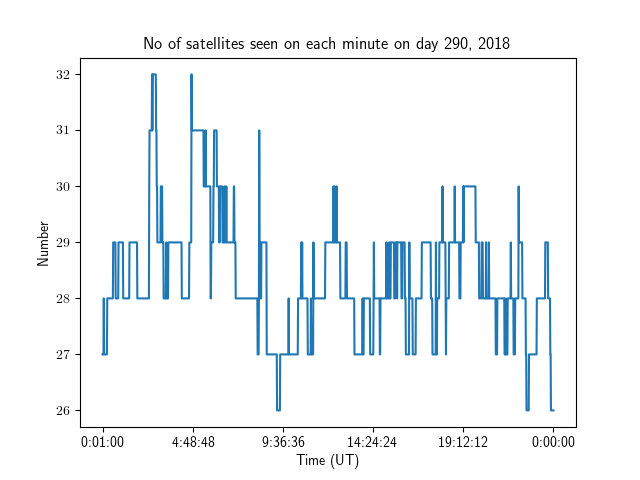 No of satellites seen on each minute on day 290, 2018
32
31
30
29
28
27
26
Number
0:01:00 4:48:48 9:36:36 14:24:24 19:12:12 0:00:00
Time (UT)